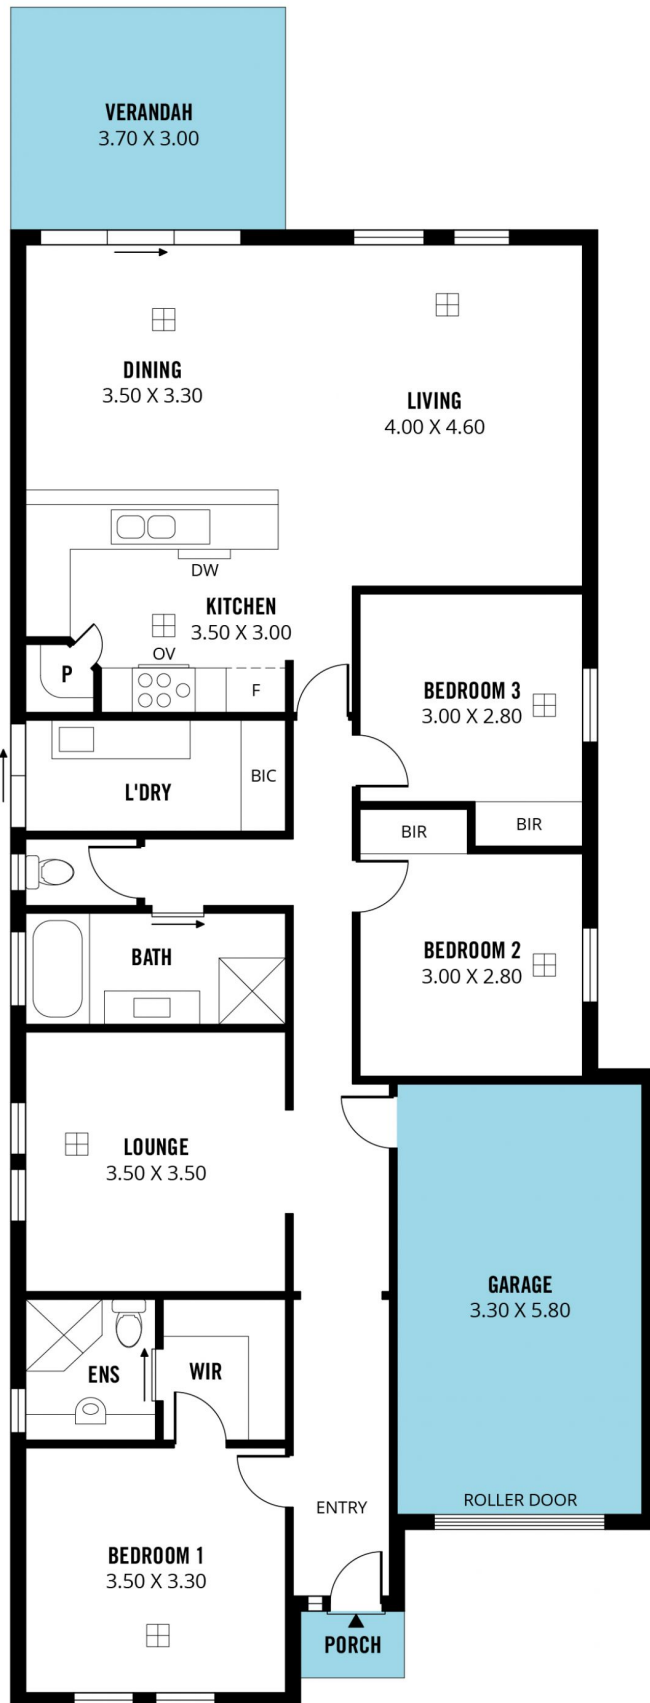 VERANDAH
3.70 X 3.00
DINING
3.50 X 3.30
LIVING
4.00 X 4.60
DW
KITCHEN
3.50 X 3.00
OV
P
F
BEDROOM 3
3.00 X 2.80
L'DRY
BIC
BIR
BIR
BATH
BEDROOM 2
3.00 X 2.80
LOUNGE
3.50 X 3.50
GARAGE
3.30 X 5.80
ENS
WIR
ROLLER DOOR
ENTRY
BEDROOM 1
3.50 X 3.30
PORCH